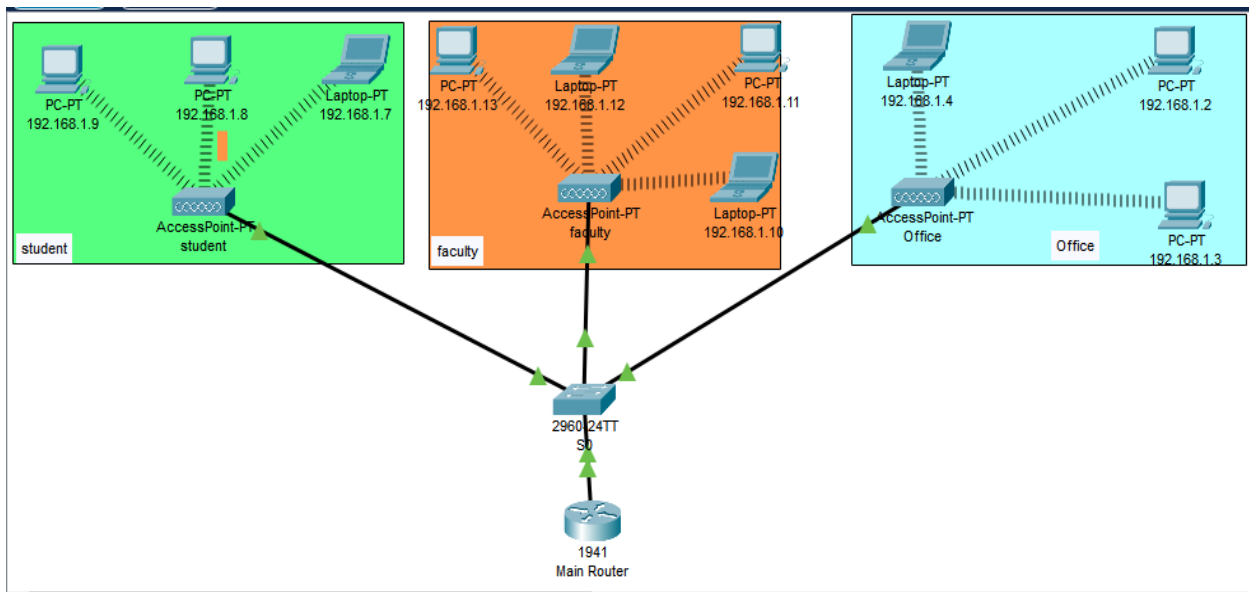 PC-PT
192.168.1.9
PC-PT
192.168.1.8
Laptop-PT
192.168.1.7
AccessPoint-PT
student
student
PC-PT
192.168.1.13
Laptop-PT
192.168.1.12
PC-PT
192.168.1.11
AccessPoint-PT
faculty
Laptop-PT
192.168.1.10
faculty
Laptop-PT
192.168.1.4
PC-PT
192.168.1.2
AccessPoint-PT
Office
PC-PT
192.168.1.3
Office
2960-24TT
S0
1941
Main Router